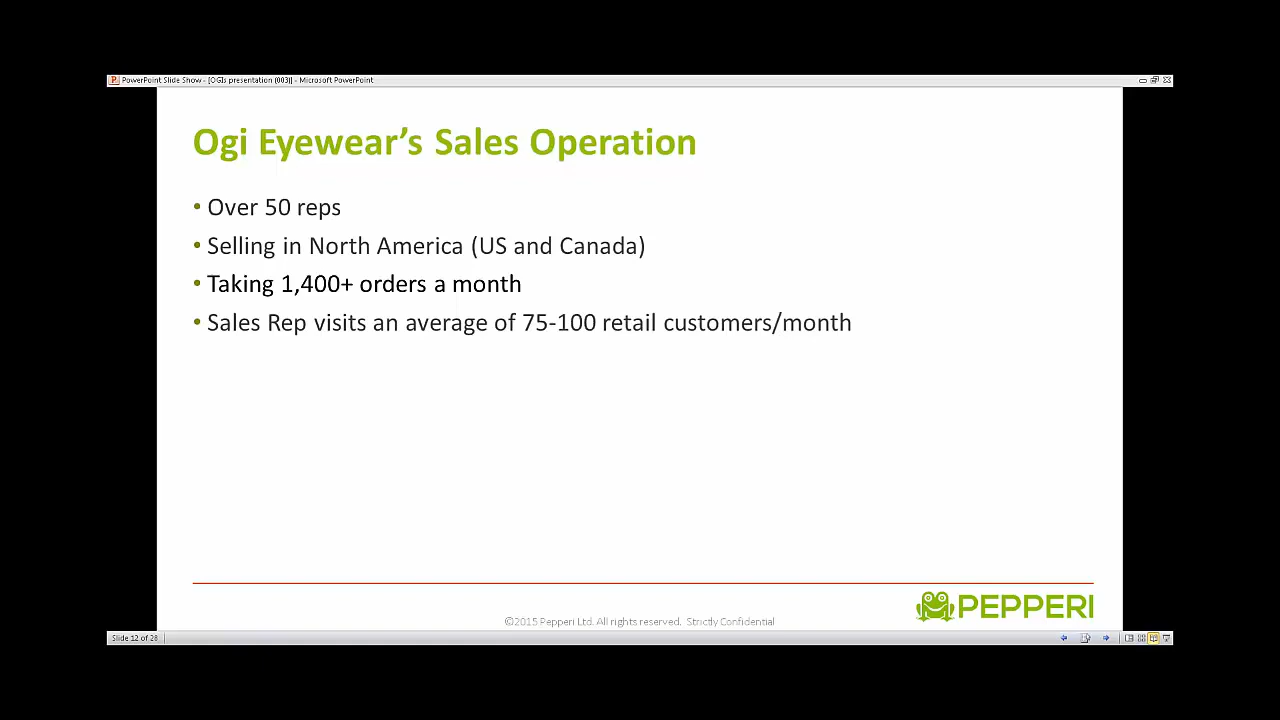 PowerPoint Slide Show - [OGIs presentation (003)] - Microsoft PowerPoint
Ogi Eyewear’s Sales Operation
• Over 50 reps
• Selling in North America (US and Canada)
• Taking 1,400+ orders a month
• Sales Rep visits an average of 75-100 retail customers/month
PEPPERI
©2015 Pepperi Ltd. All rights reserved. Strictly Confidential
Slide 12 of 28